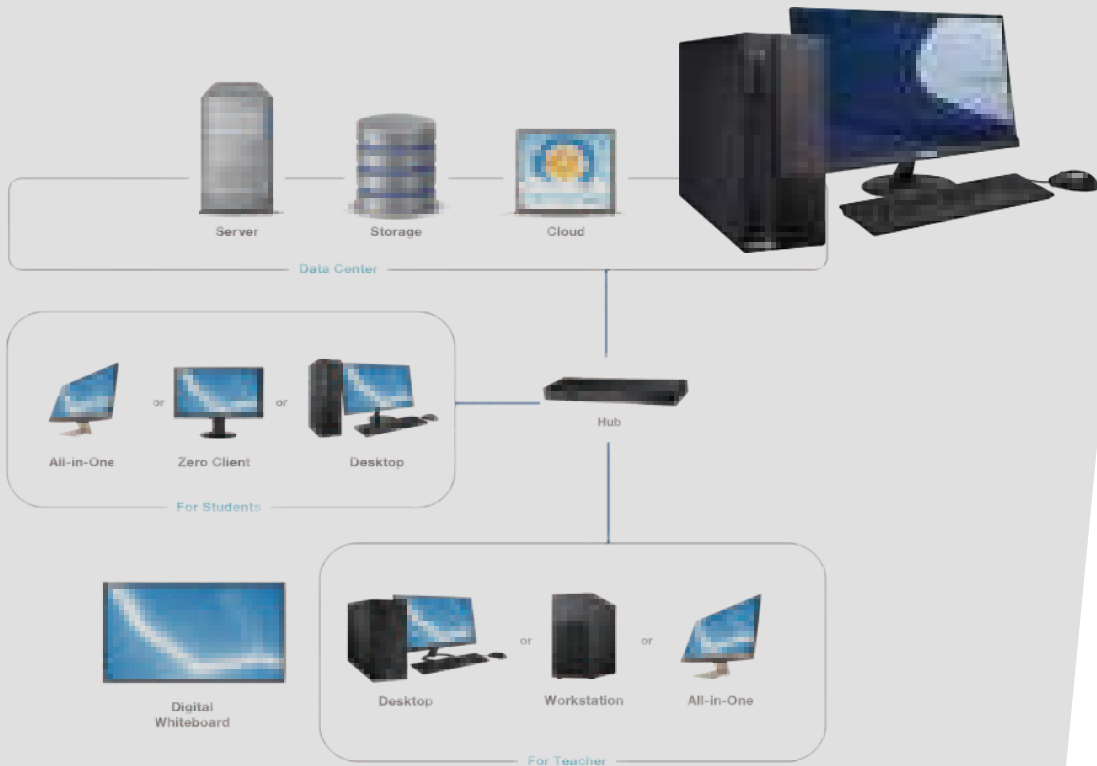 Server
Storage
Cloud
Data Center
or
or
All-in-One
Zero Client
Desktop
For Students
Hub
or
or
Desktop
Workstation
All-in-One
Digital
Whiteboard
For Teacher